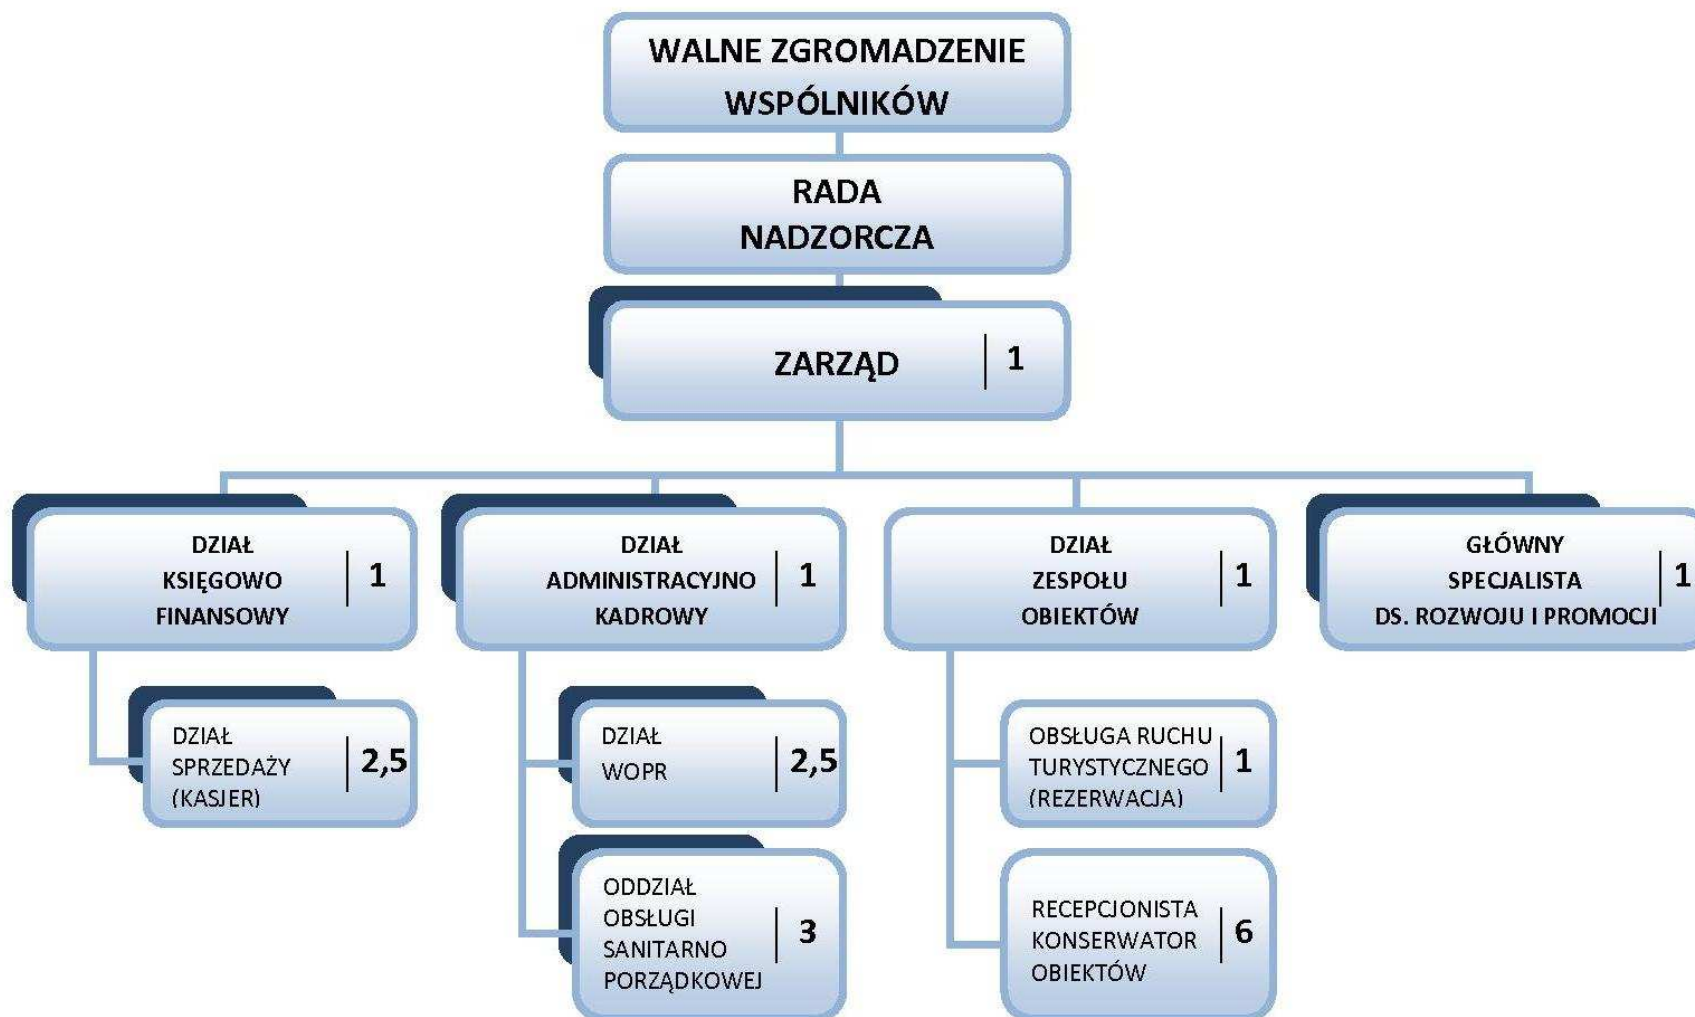 WALNE ZGROMADZENIE
WSPÓLNIKÓW
RADA
NADZORCZA
ZARZĄD
1
DZIAŁ
KSIĘGOWO
FINANSOWY
1
DZIAŁ
ADMINISTRACYJNO
KADROWY
1
DZIAŁ
ZESPOŁU
OBIEKTÓW
1
GŁÓWNY
SPECJALISTA
DS. ROZWOJU I PROMOCJI
1
DZIAŁ
SPRZEDAŻY
(KASJER)
2,5
DZIAŁ
WOPR
2,5
OBSŁUGA RUCHU
TURYSTYCZNEGO
(REZERWACJA)
1
ODDZIAŁ
OBSŁUGI
SANITARNO
PORZĄDKOWEJ
3
RECEPCJONISTA
KONSERWATOR
OBIEKTÓW
6